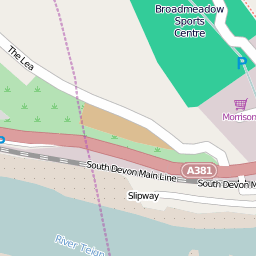 Broadmeadow
Sports
Centre
The Lea
P
Morrison
A381
P
South Devon Main Line
South Devon M
Slipway
River Teign